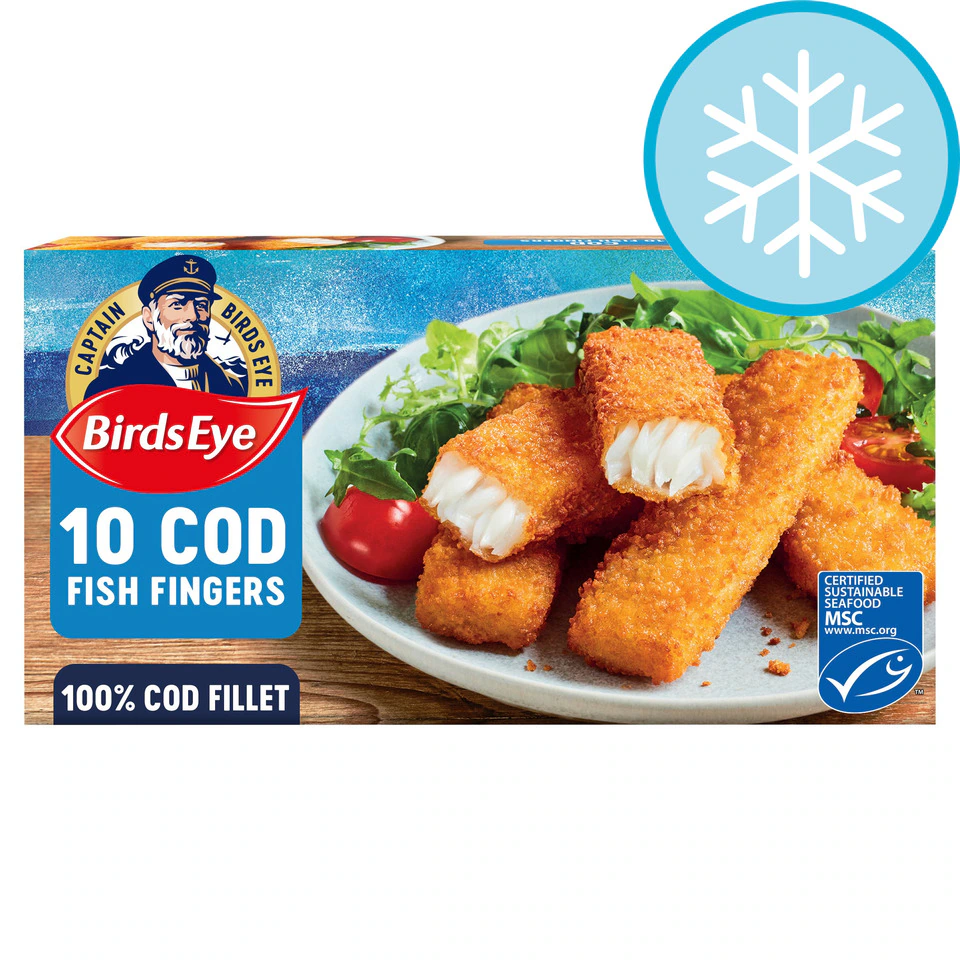 CAPTAIN BIRDS EYE
Birds Eye
10 COD
FISH FINGERS
100% COD FILLET
CERTIFIED
SUSTAINABLE
SEAFOOD
MSC
www.msc.org
TM